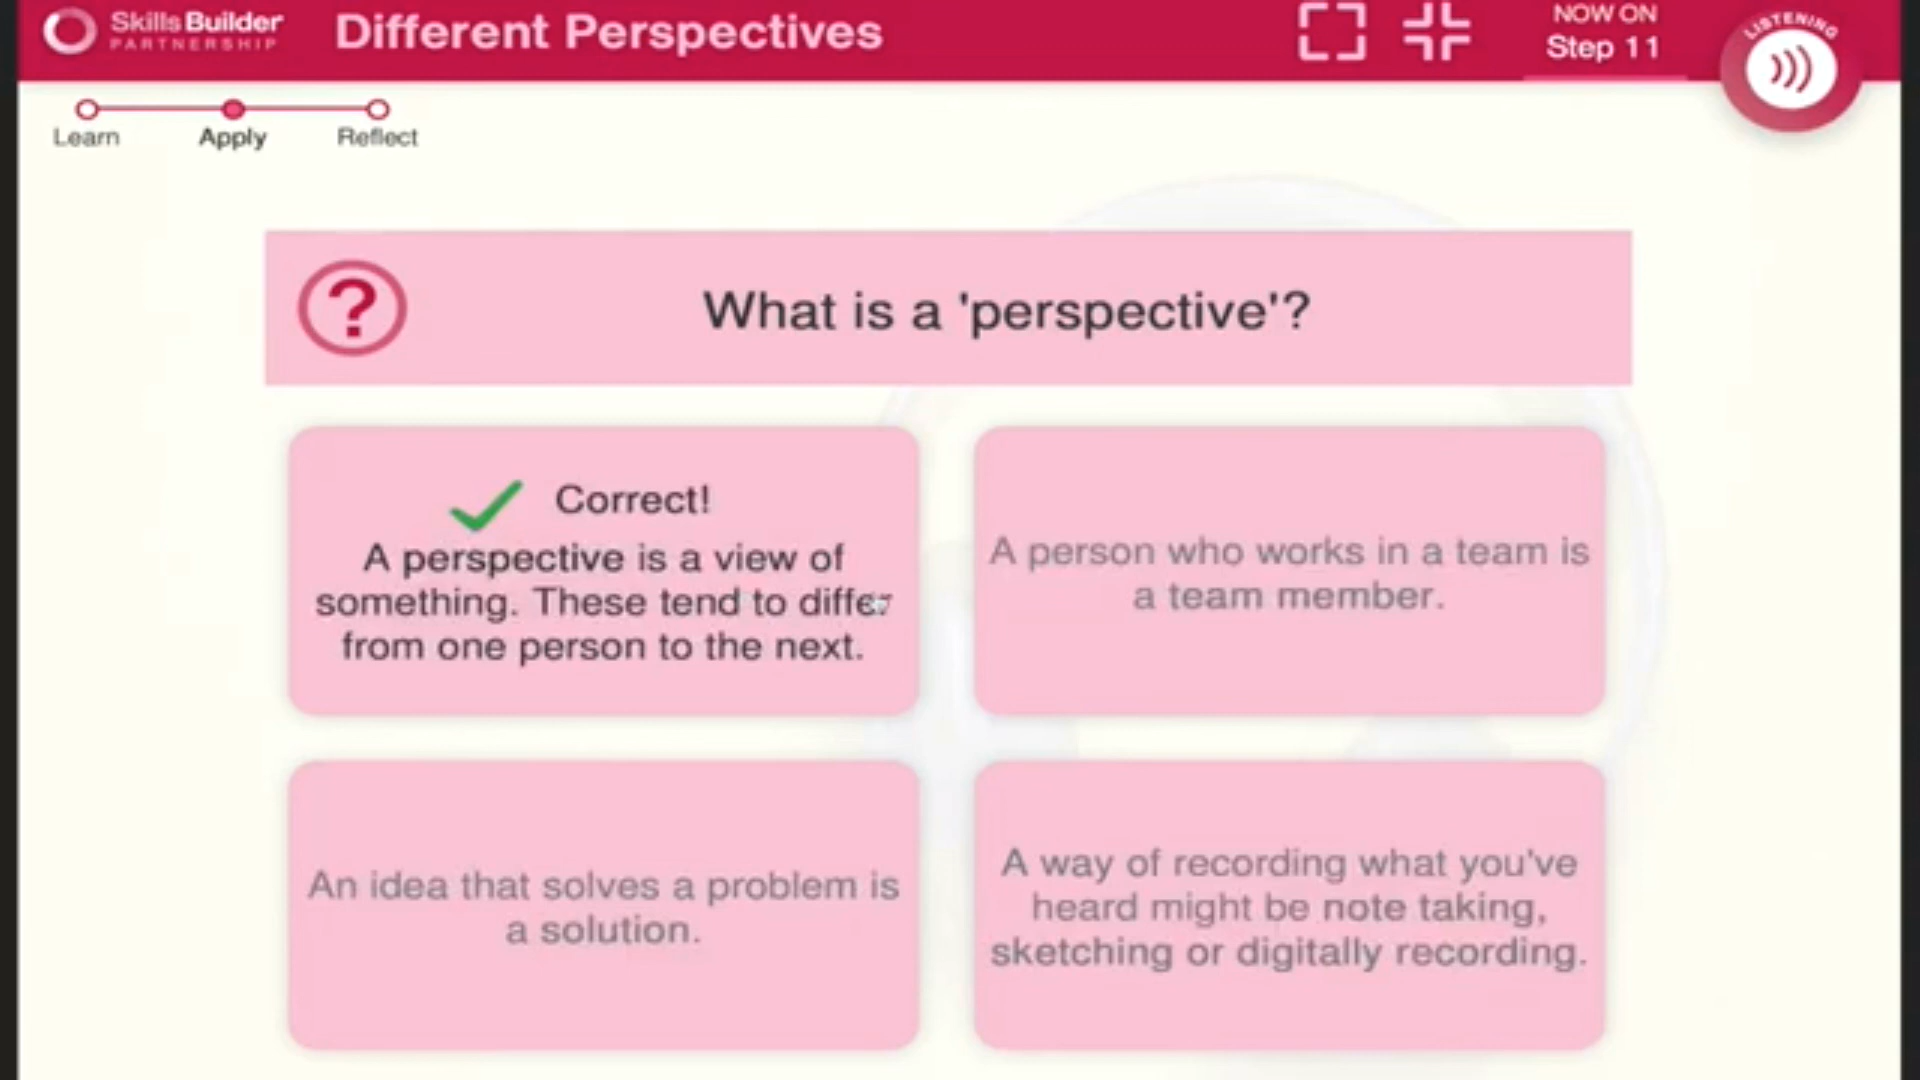 Skills Builder
PARTNERSHIP
Different Perspectives
NOW ON
Step 11
LISTENING
Learn
Apply
Reflect
?
What is a 'perspective'?
Correct!
A perspective is a view of
something. These tend to differ
from one person to the next.
A person who works in a team is
a team member.
An idea that solves a problem is
a solution.
A way of recording what you've
heard might be note taking,
sketching or digitally recording.